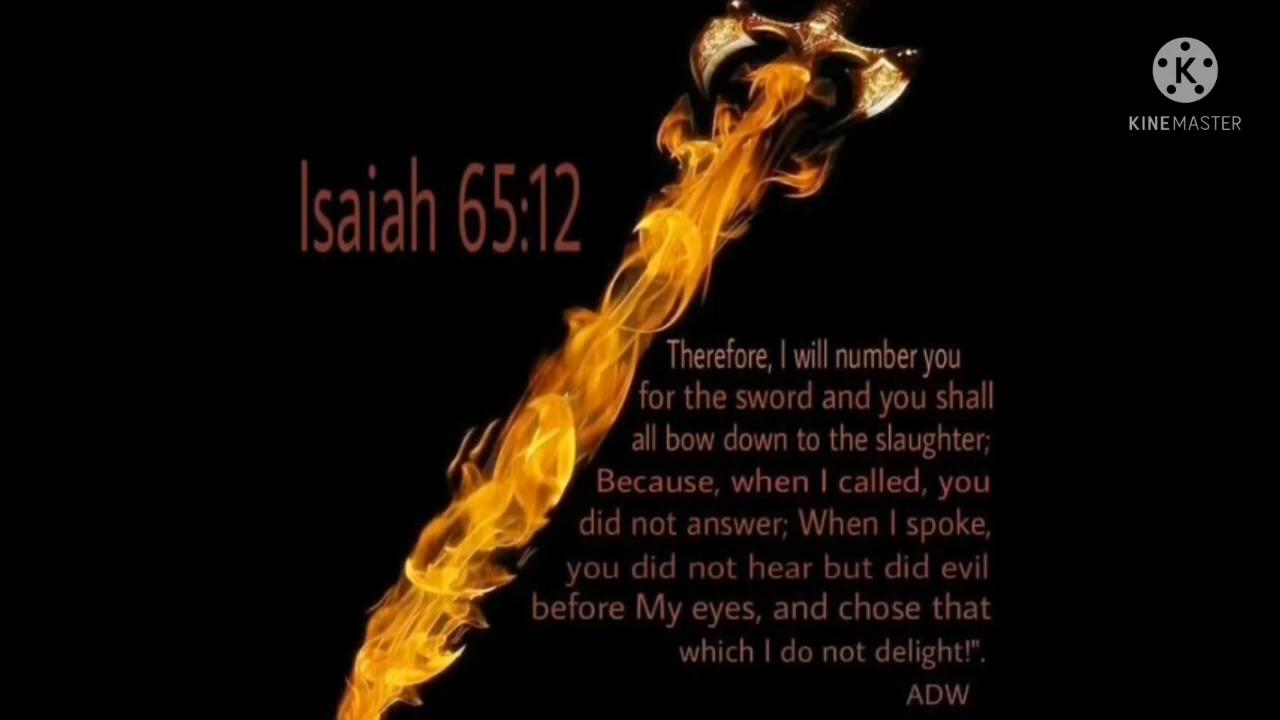 K
KINEMASTER
Isaiah 65:12
Therefore, I will number you
for the sword and you shall
all bow down to the slaughter;
Because, when I called, you
did not answer; When I spoke,
you did not hear but did evil
before My eyes, and chose that
which I do not delight!".
ADW